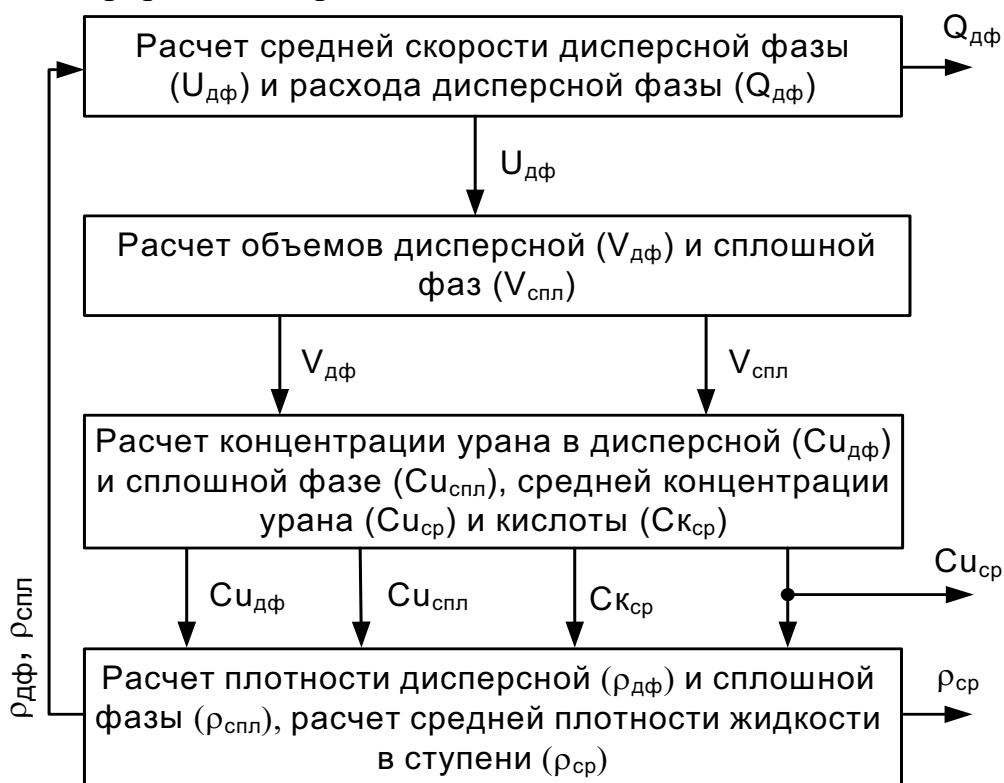 Расчет средней скорости дисперсной фазы
(Uдф) и расхода дисперсной фазы (Qдф)
Qдф
Uдф
Расчет объемов дисперсной (Vдф) и сплошной
фаз (Vспл)
Vдф
Vспл
Расчет концентрации урана в дисперсной (Cuдф)
и сплошной фазе (Cuспл), средней концентрации
урана (Cuср) и кислоты (Скср)
Cuдф
Cuспл
Скср
Cuср
ρдф, ρспл
Расчет плотности дисперсной (ρдф) и сплошной
фазы (ρспл), расчет средней плотности жидкости
в ступени (ρср)
ρср